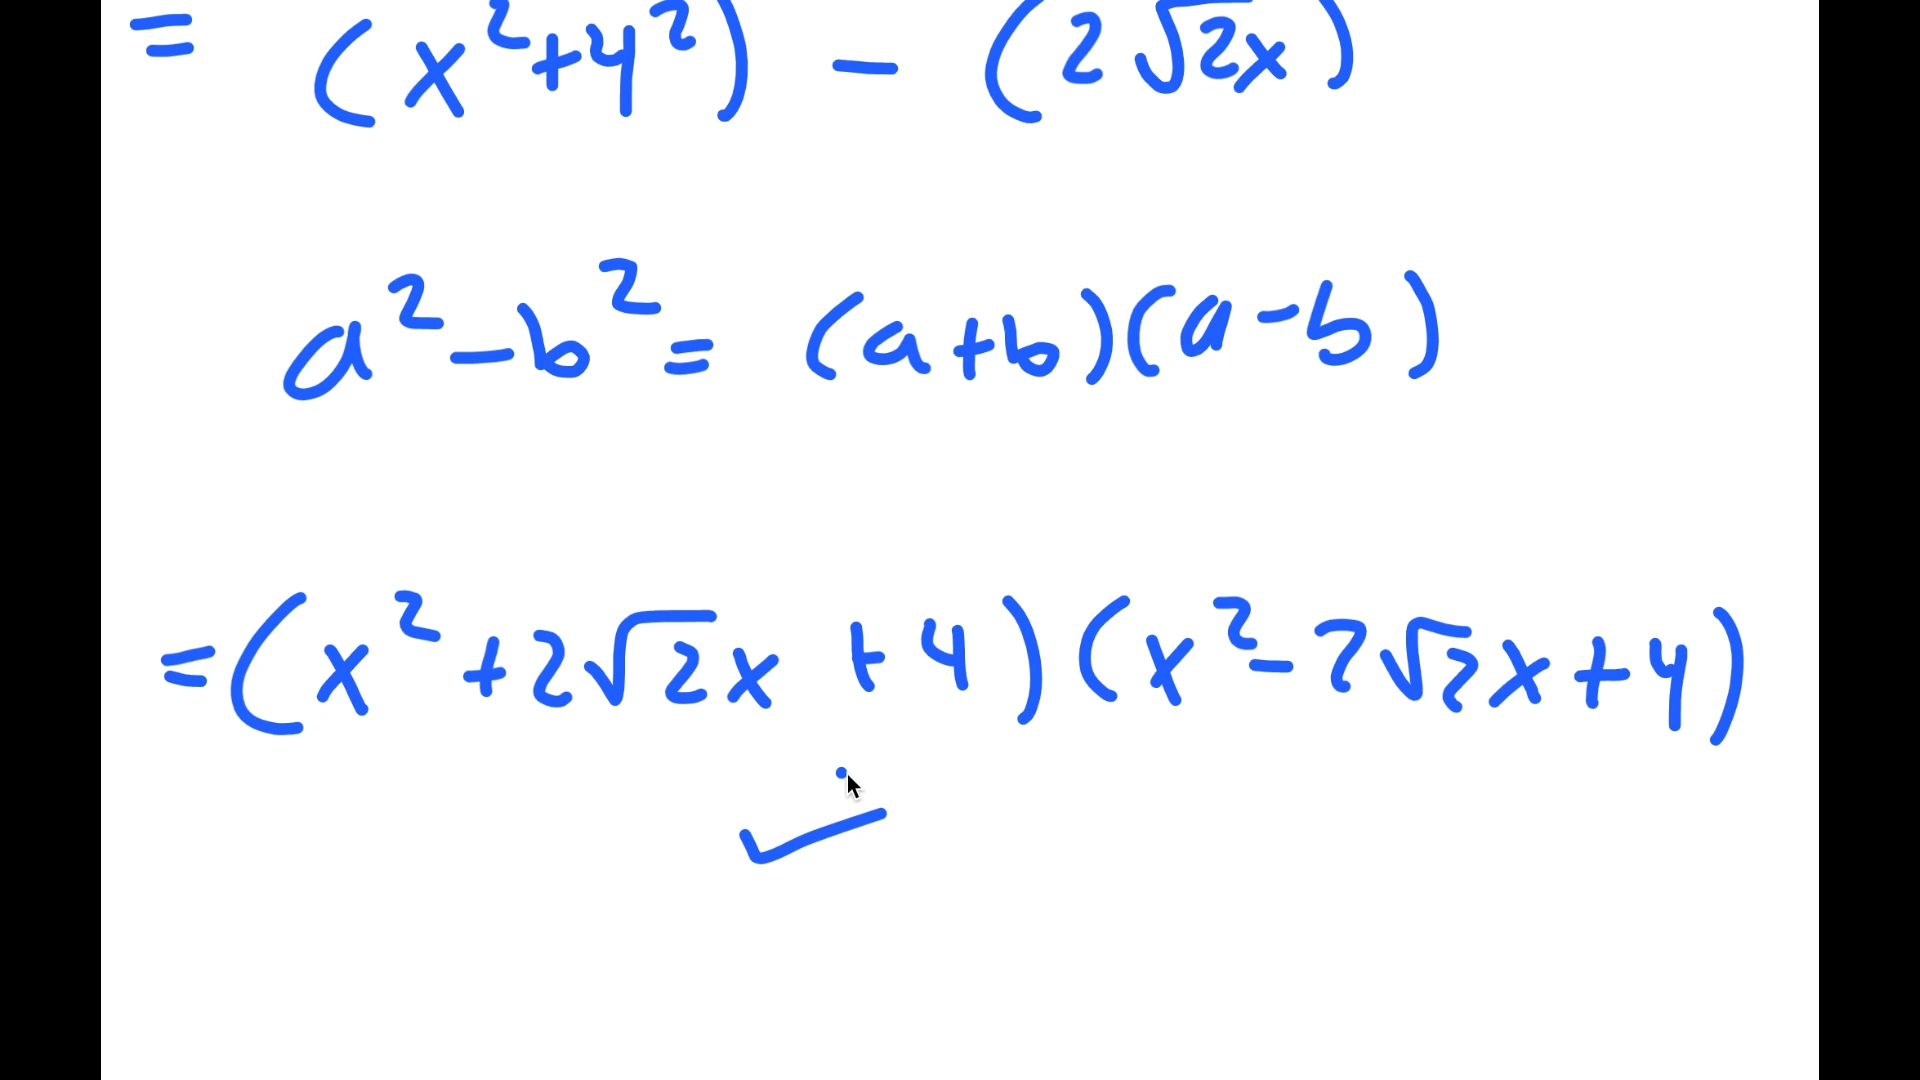 = (x²+4²) - (2√2x)
a² - b² = (a+b)(a-b)
= (x² + 2√2x + 4)(x² - 2√2x + 4)